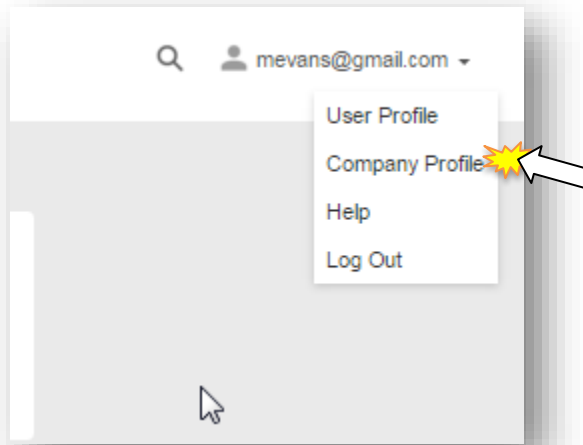 mevans@gmail.com
User Profile
Company Profile
Help
Log Out